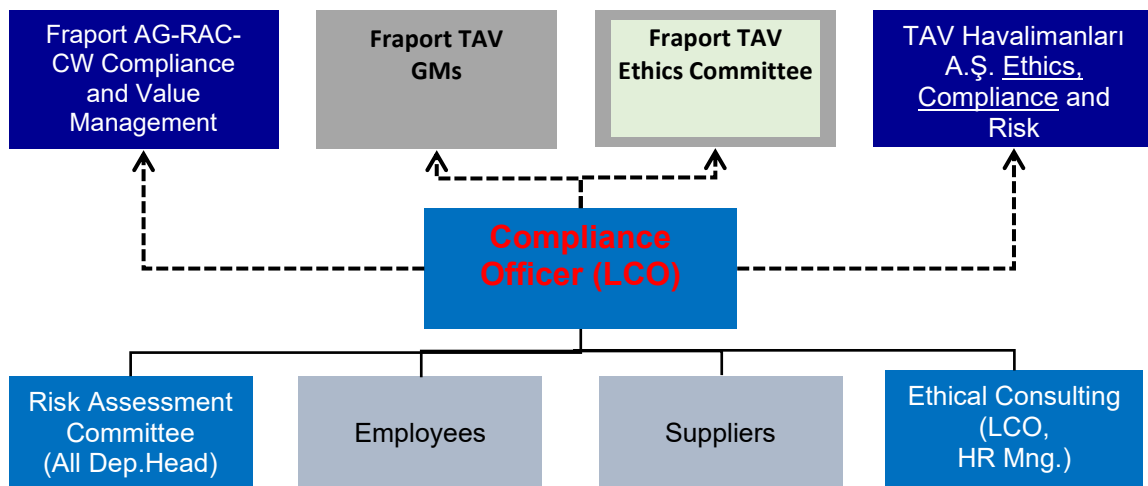 Fraport AG-RAC-
CW Compliance
and Value
Management
Fraport TAV
GMs
Fraport TAV
Ethics Committee
TAV Havalimanları
A.Ş. Ethics,
Compliance and
Risk
Compliance
Officer (LCO)
Risk Assessment
Committee
(All Dep.Head)
Employees
Suppliers
Ethical Consulting
(LCO,
HR Mng.)